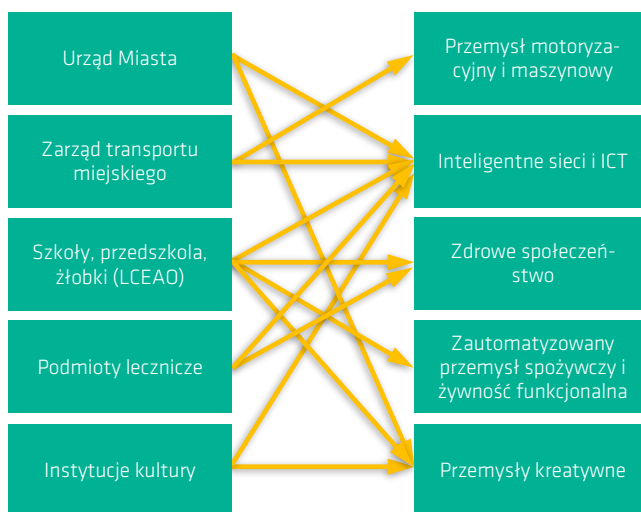 Urząd Miasta
Zarząd transportu
miejskiego
Szkoły, przedszkola,
żłobki (LCEAO)
Podmioty lecznicze
Instytucje kultury
Przemysł motoryza-
cyjny i maszynowy
Inteligentne sieci i ICT
Zdrowe społeczeń-
stwo
Zautomatyzowany
przemysł spożywczy i
żywność funkcjonalna
Przemysły kreatywne